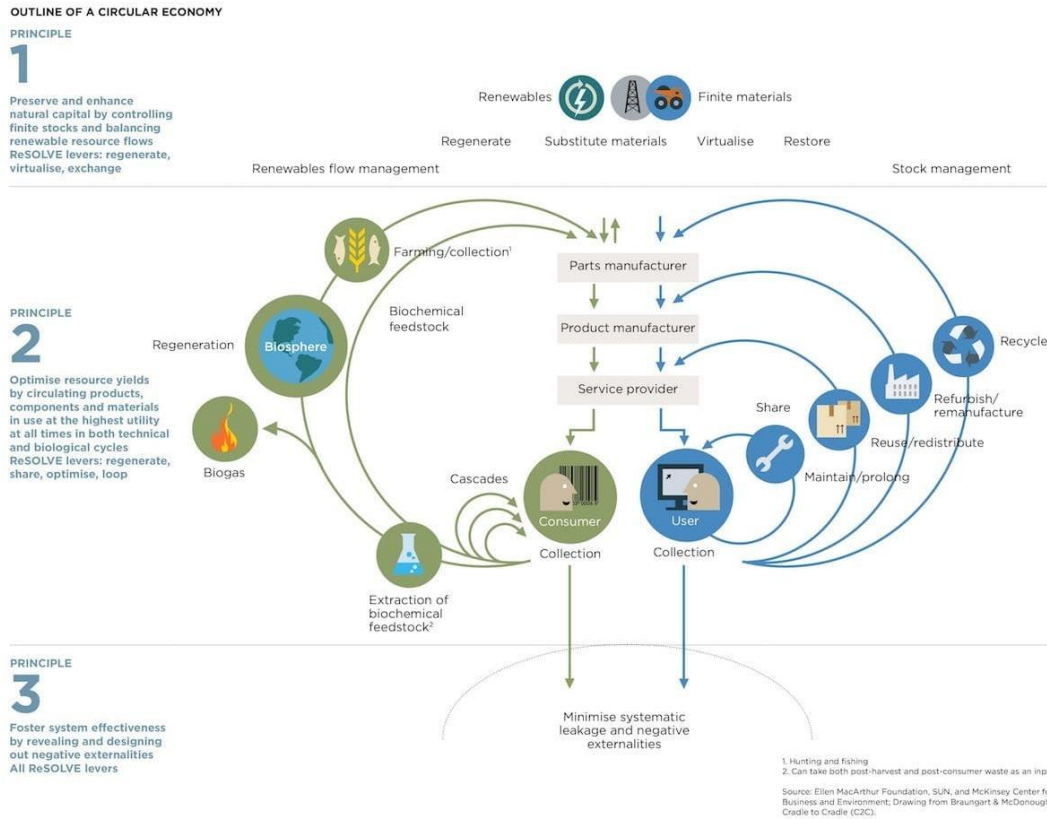 OUTLINE OF A CIRCULAR ECONOMY
PRINCIPLE
1
Preserve and enhance
natural capital by controlling
finite stocks and balancing
renewable resource flows
ReSOLVE levers: regenerate,
virtualise, exchange
Renewables
Finite materials
Regenerate
Substitute materials
Virtualise
Restore
Renewables flow management
Stock management
PRINCIPLE
2
Optimise resource yields
by circulating products,
components and materials
in use at the highest utility
at all times in both technical
and biological cycles
ReSOLVE levers: regenerate,
share, optimise, loop
Farming/collection¹
Parts manufacturer
Biochemical
feedstock
Product manufacturer
Regeneration
Biosphere
Recycle
Service provider
Refurbish/
remanufacture
Share
Reuse/redistribute
Biogas
Maintain/prolong
Cascades
Consumer
User
Collection
Collection
Extraction of
biochemical
feedstock²
PRINCIPLE
3
Foster system effectiveness
by revealing and designing
out negative externalities
All ReSOLVE levers
Minimise systematic
leakage and negative
externalities
1. Hunting and fishing
2. Can take both post-harvest and post-consumer waste as an inp
Source: Ellen MacArthur Foundation, SUN, and McKinsey Center fo
Business and Environment; Drawing from Braungart & McDonough
Cradle to Cradle (C2C).